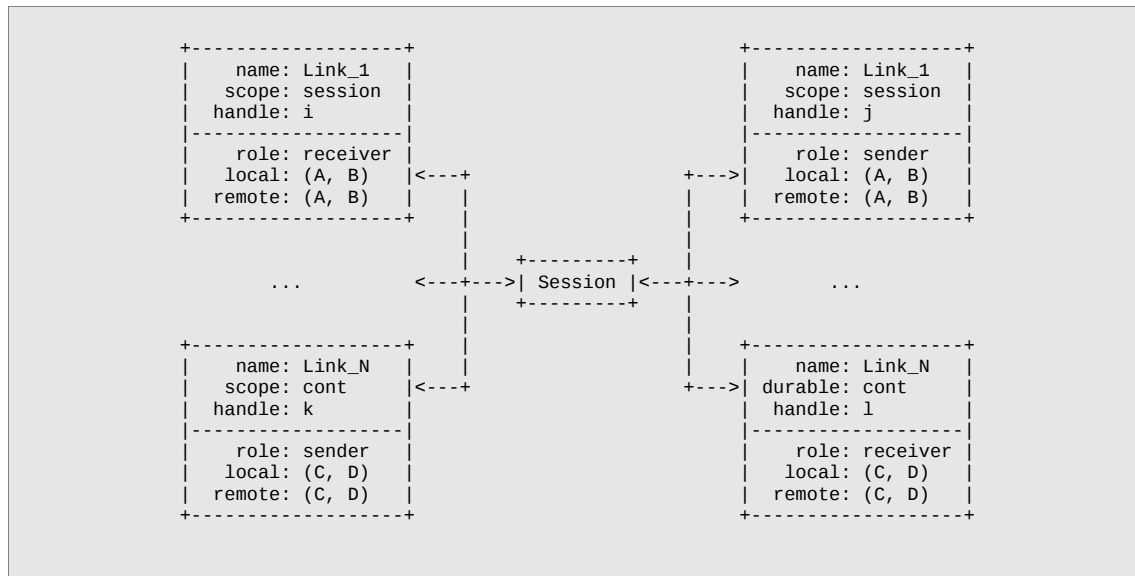 +-------------------+                             +-------------------+
|    name: Link_1   |                             |    name: Link_1   |
|   scope: session  |                             |   scope: session  |
|  handle: i        |                             |  handle: j        |
|-------------------|                             |-------------------|
|    role: receiver |                             |    role: sender   |
|   local: (A, B)   |<---+                   +--->|   local: (A, B)   |
|  remote: (A, B)   |    |                   |    |  remote: (A, B)   |
+-------------------+    |                   |    +-------------------+
                         |                   |
                         |    +---------+    |
        ...          <---+--->| Session |<---+--->        ...
                         |    +---------+    |
                         |                   |
+-------------------+    |                   |    +-------------------+
|    name: Link_N   |    |                   |    |    name: Link_N   |
|   scope: cont     |<---+                   +--->| durable: cont     |
|  handle: k        |                             |  handle: l        |
|-------------------|                             |-------------------|
|    role: sender   |                             |    role: receiver |
|   local: (C, D)   |                             |   local: (C, D)   |
|  remote: (C, D)   |                             |  remote: (C, D)   |
+-------------------+                             +-------------------+